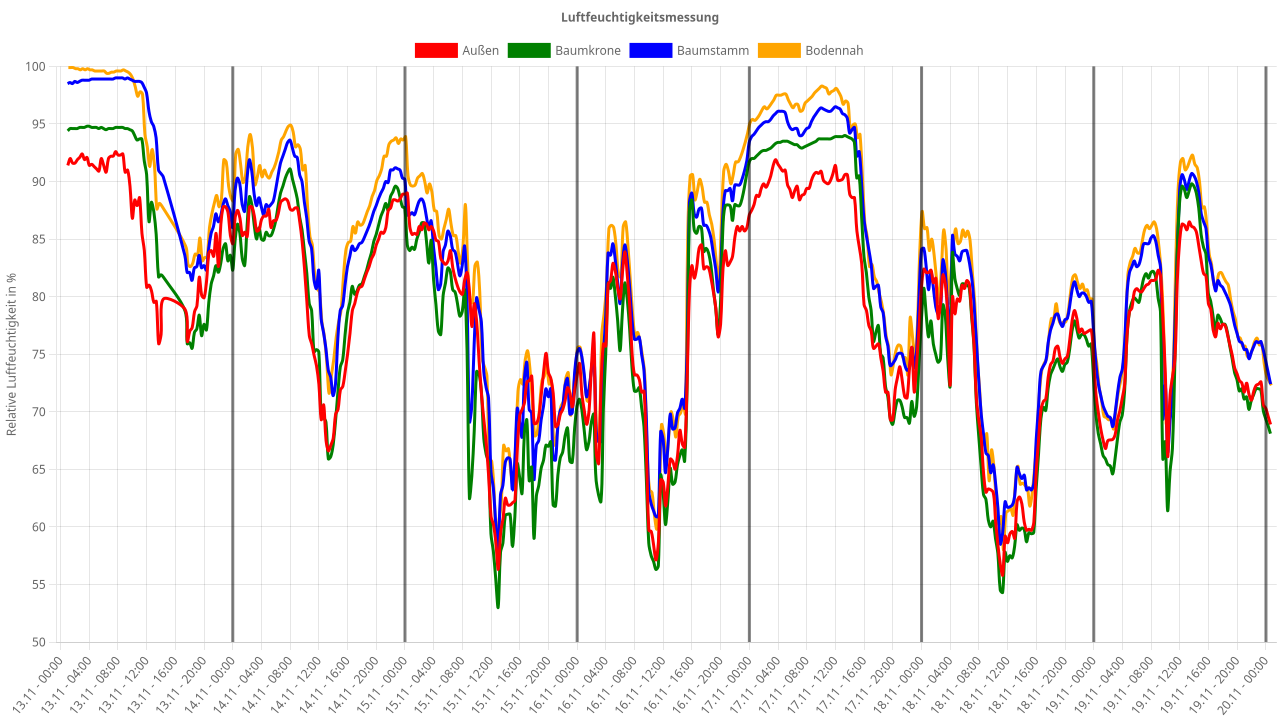 Luftfeuchtigkeitsmessung
Außen Baumkrone Baumstamm Bodennah
Relative Luftfeuchtigkeit in %
100
95
90
85
80
75
70
65
60
55
50
13.11 - 00:00
13.11 - 04:00
13.11 - 08:00
13.11 - 12:00
13.11 - 16:00
13.11 - 20:00
14.11 - 00:00
14.11 - 04:00
14.11 - 08:00
14.11 - 12:00
14.11 - 16:00
14.11 - 20:00
15.11 - 00:00
15.11 - 04:00
15.11 - 08:00
15.11 - 12:00
15.11 - 16:00
15.11 - 20:00
16.11 - 00:00
16.11 - 04:00
16.11 - 08:00
16.11 - 12:00
16.11 - 16:00
16.11 - 20:00
17.11 - 00:00
17.11 - 04:00
17.11 - 08:00
17.11 - 12:00
17.11 - 16:00
17.11 - 20:00
18.11 - 00:00
18.11 - 04:00
18.11 - 08:00
18.11 - 12:00
18.11 - 16:00
18.11 - 20:00
19.11 - 00:00
19.11 - 04:00
19.11 - 08:00
19.11 - 12:00
19.11 - 16:00
19.11 - 20:00
20.11 - 00:00